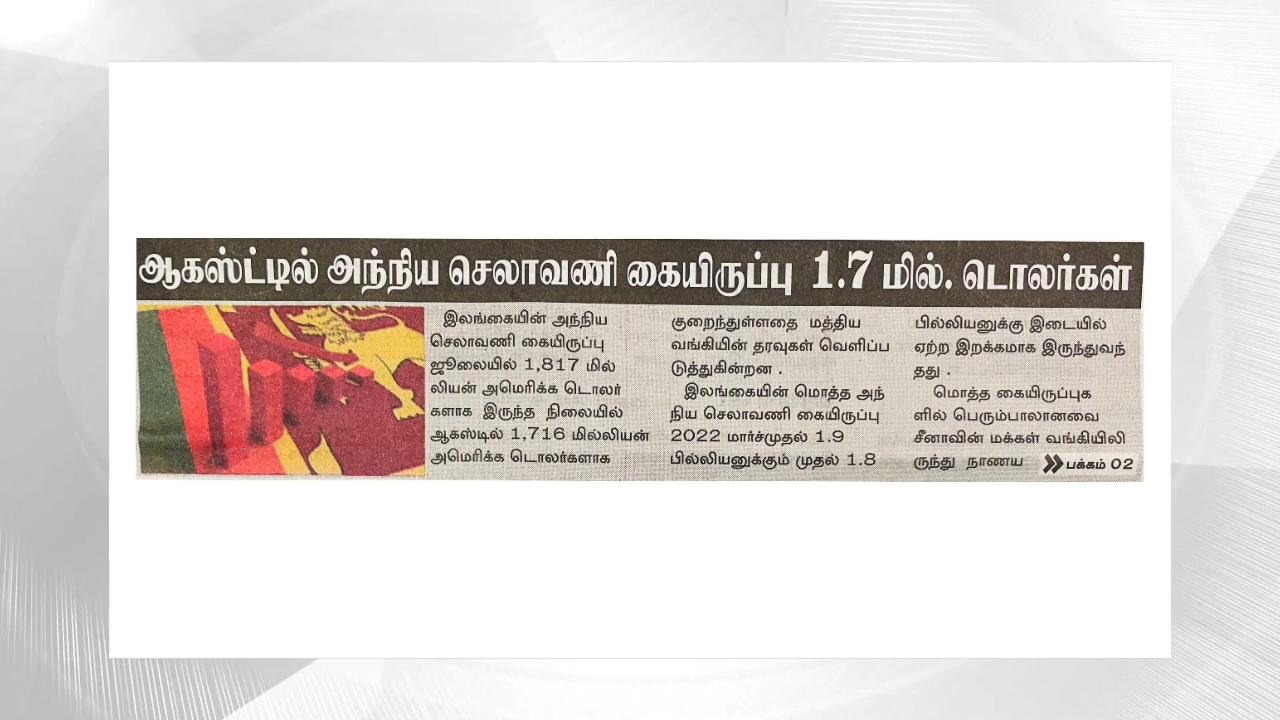 ஆகஸ்ட்டில் அந்நிய செலாவணி கையிருப்பு 1.7 மில். டொலர்கள்
இலங்கையின் அந்நிய
செலாவணி கையிருப்பு
ஜூலையில் 1,817 மில்
லியன் அமெரிக்க டொலர்
களாக இருந்த நிலையில்
ஆகஸ்டில் 1,716 மில்லியன்
அமெரிக்க டொலர்களாக
குறைந்துள்ளதை மத்திய
வங்கியின் தரவுகள் வெளிப்ப
டுத்துகின்றன .
இலங்கையின் மொத்த அந்
நிய செலாவணி கையிருப்பு
2022 மார்ச்முதல் 1.9
பில்லியனுக்கும் முதல் 1.8
பில்லியனுக்கு இடையில்
ஏற்ற இறக்கமாக இருந்துவந்
தது .
மொத்த கையிருப்புக
ளில் பெரும்பாலானவை
சீனாவின் மக்கள் வங்கியிலி
ருந்து நாணய
பக்கம் 02